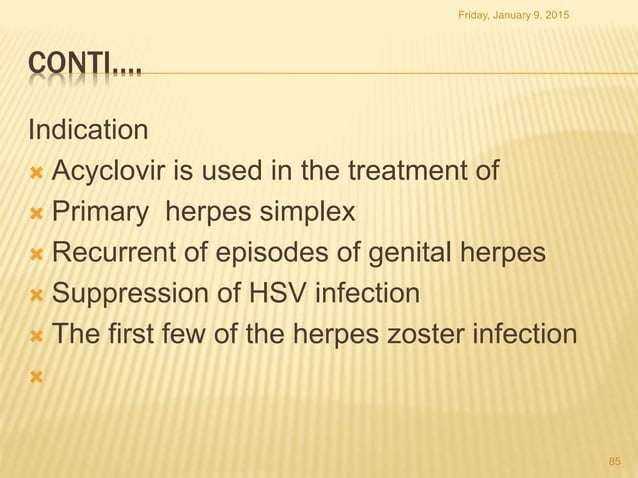 Friday, January 9, 2015
CONTI....
Indication
Acyclovir is used in the treatment of
Primary herpes simplex
Recurrent of episodes of genital herpes
Suppression of HSV infection
The first few of the herpes zoster infection
85